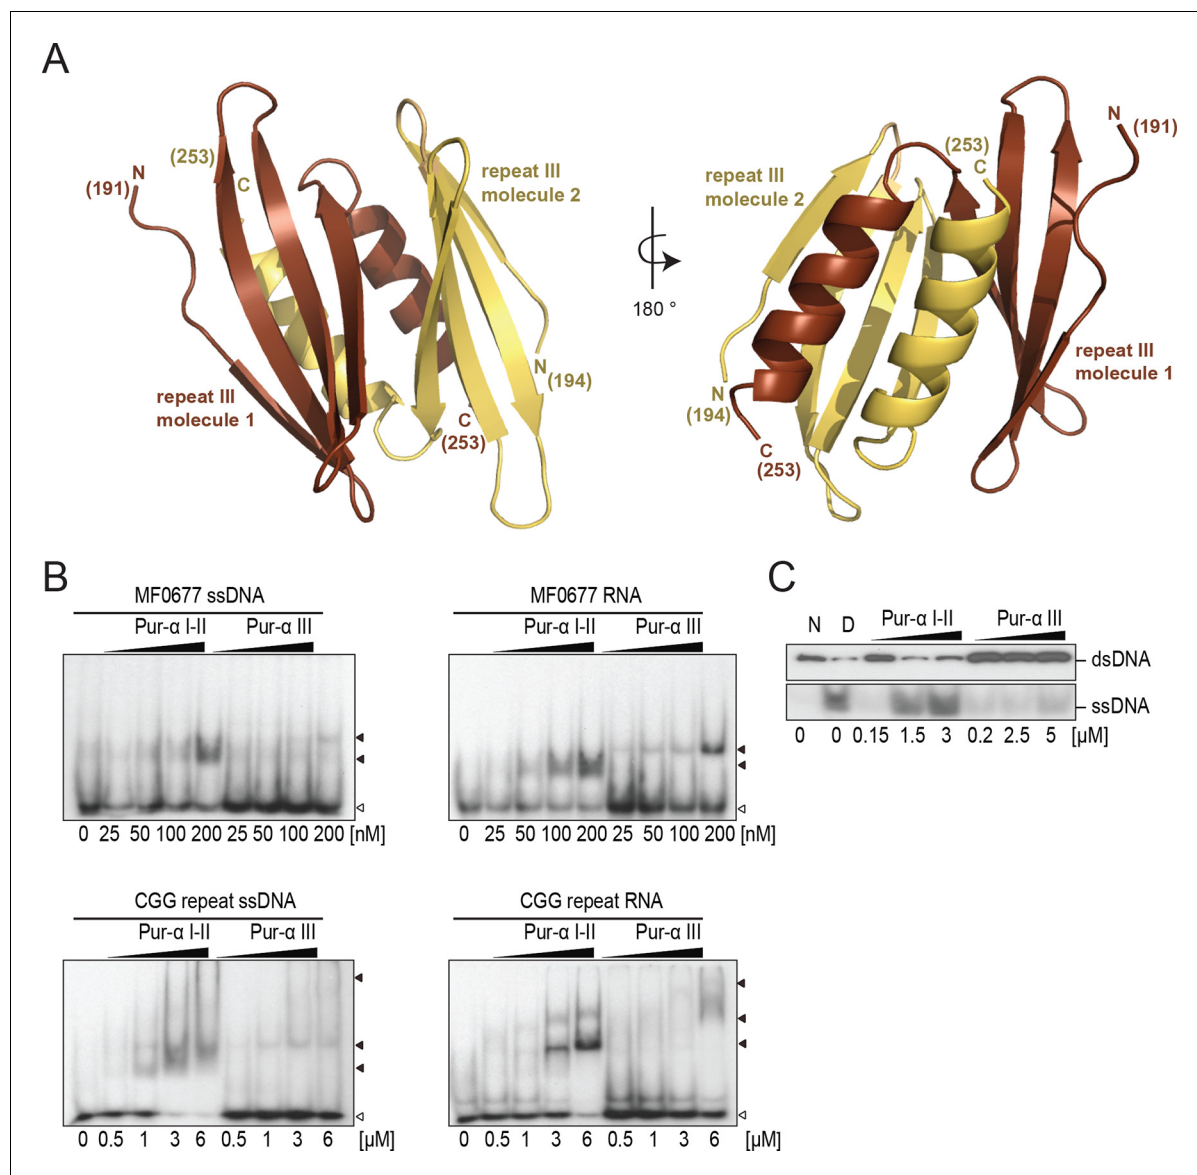 A
N
(191)
(253)
C
repeat III
molecule 2
N
(194)
C
(253)
repeat III
molecule 1
180 °
repeat III
molecule 2
(253)
C
N
(191)
N
(194)
C
(253)
repeat III
molecule 1
B
MF0677 ssDNA
Pur-α I-II Pur-α III
0 25 50 100 200 25 50 100 200 [nM]
MF0677 RNA
Pur-α I-II Pur-α III
0 25 50 100 200 25 50 100 200 [nM]
CGG repeat ssDNA
Pur-α I-II Pur-α III
0 0.5 1 3 6 0.5 1 3 6 [µM]
CGG repeat RNA
Pur-α I-II Pur-α III
0 0.5 1 3 6 0.5 1 3 6 [µM]
C
N D Pur-α I-II Pur-α III
dsDNA
ssDNA
0 0 0.15 1.5 3 0.2 2.5 5 [µM]